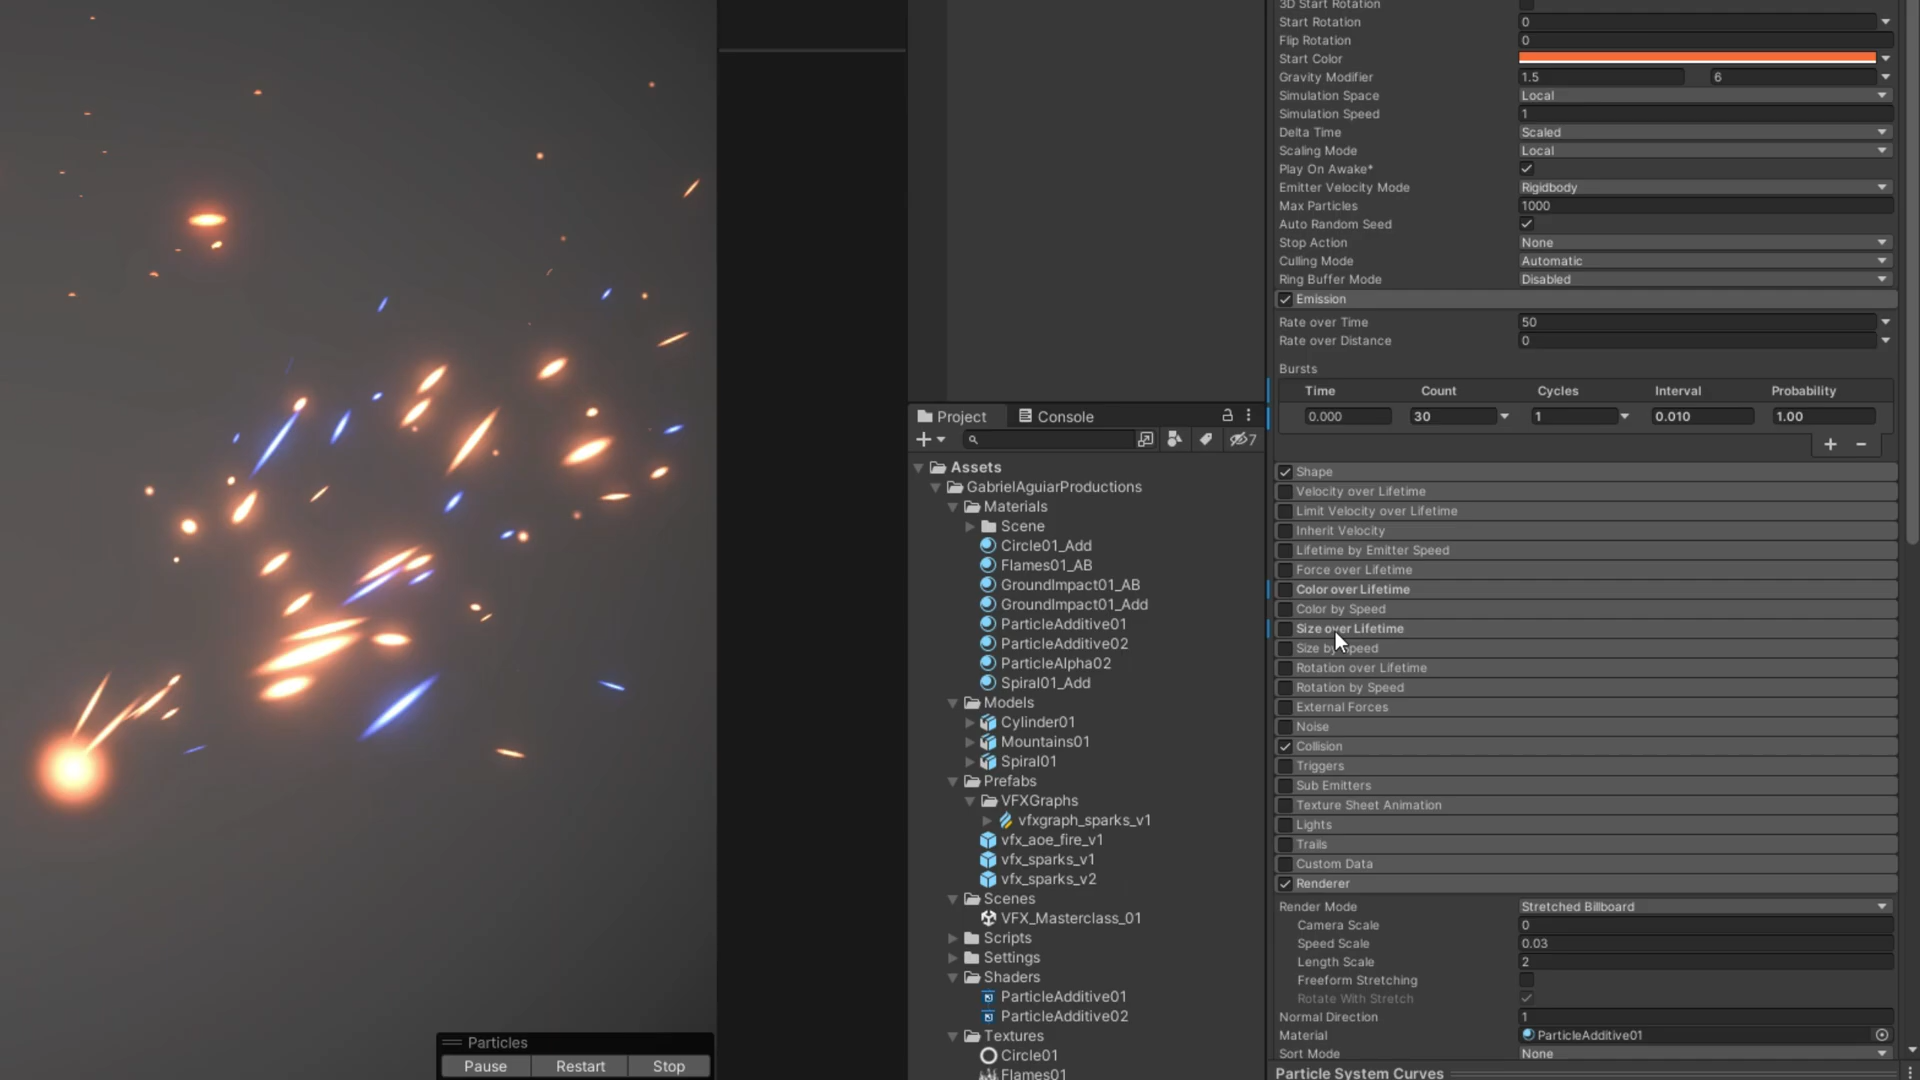 3D Start Rotation
Start Rotation 0
Flip Rotation 0
Start Color
Gravity Modifier 1.5 6
Simulation Space Local
Simulation Speed 1
Delta Time Scaled
Scaling Mode Local
Play On Awake*
Emitter Velocity Mode Rigidbody
Max Particles 1000
Auto Random Seed
Stop Action None
Culling Mode Automatic
Ring Buffer Mode Disabled
Emission
Rate over Time 50
Rate over Distance 0
Bursts
Time Count Cycles Interval Probability
0.000 30 1 0.010 1.00
+ −
Shape
Velocity over Lifetime
Limit Velocity over Lifetime
Inherit Velocity
Lifetime by Emitter Speed
Force over Lifetime
Color over Lifetime
Color by Speed
Size over Lifetime
Size by Speed
Rotation over Lifetime
Rotation by Speed
External Forces
Noise
Collision
Triggers
Sub Emitters
Texture Sheet Animation
Lights
Trails
Custom Data
Renderer
Render Mode Stretched Billboard
Camera Scale 0
Speed Scale 0.03
Length Scale 2
Freeform Stretching
Rotate With Stretch
Normal Direction 1
Material ParticleAdditive01
Sort Mode None
Particle System Curves
Project Console
7
Assets
GabrielAguiarProductions
Materials
Scene
Circle01_Add
Flames01_AB
GroundImpact01_AB
GroundImpact01_Add
ParticleAdditive01
ParticleAdditive02
ParticleAlpha02
Spiral01_Add
Models
Cylinder01
Mountains01
Spiral01
Prefabs
VFXGraphs
vfxgraph_sparks_v1
vfx_aoe_fire_v1
vfx_sparks_v1
vfx_sparks_v2
Scenes
VFX_Masterclass_01
Scripts
Settings
Shaders
ParticleAdditive01
ParticleAdditive02
Textures
Circle01
Flames01
Particles
Pause Restart Stop